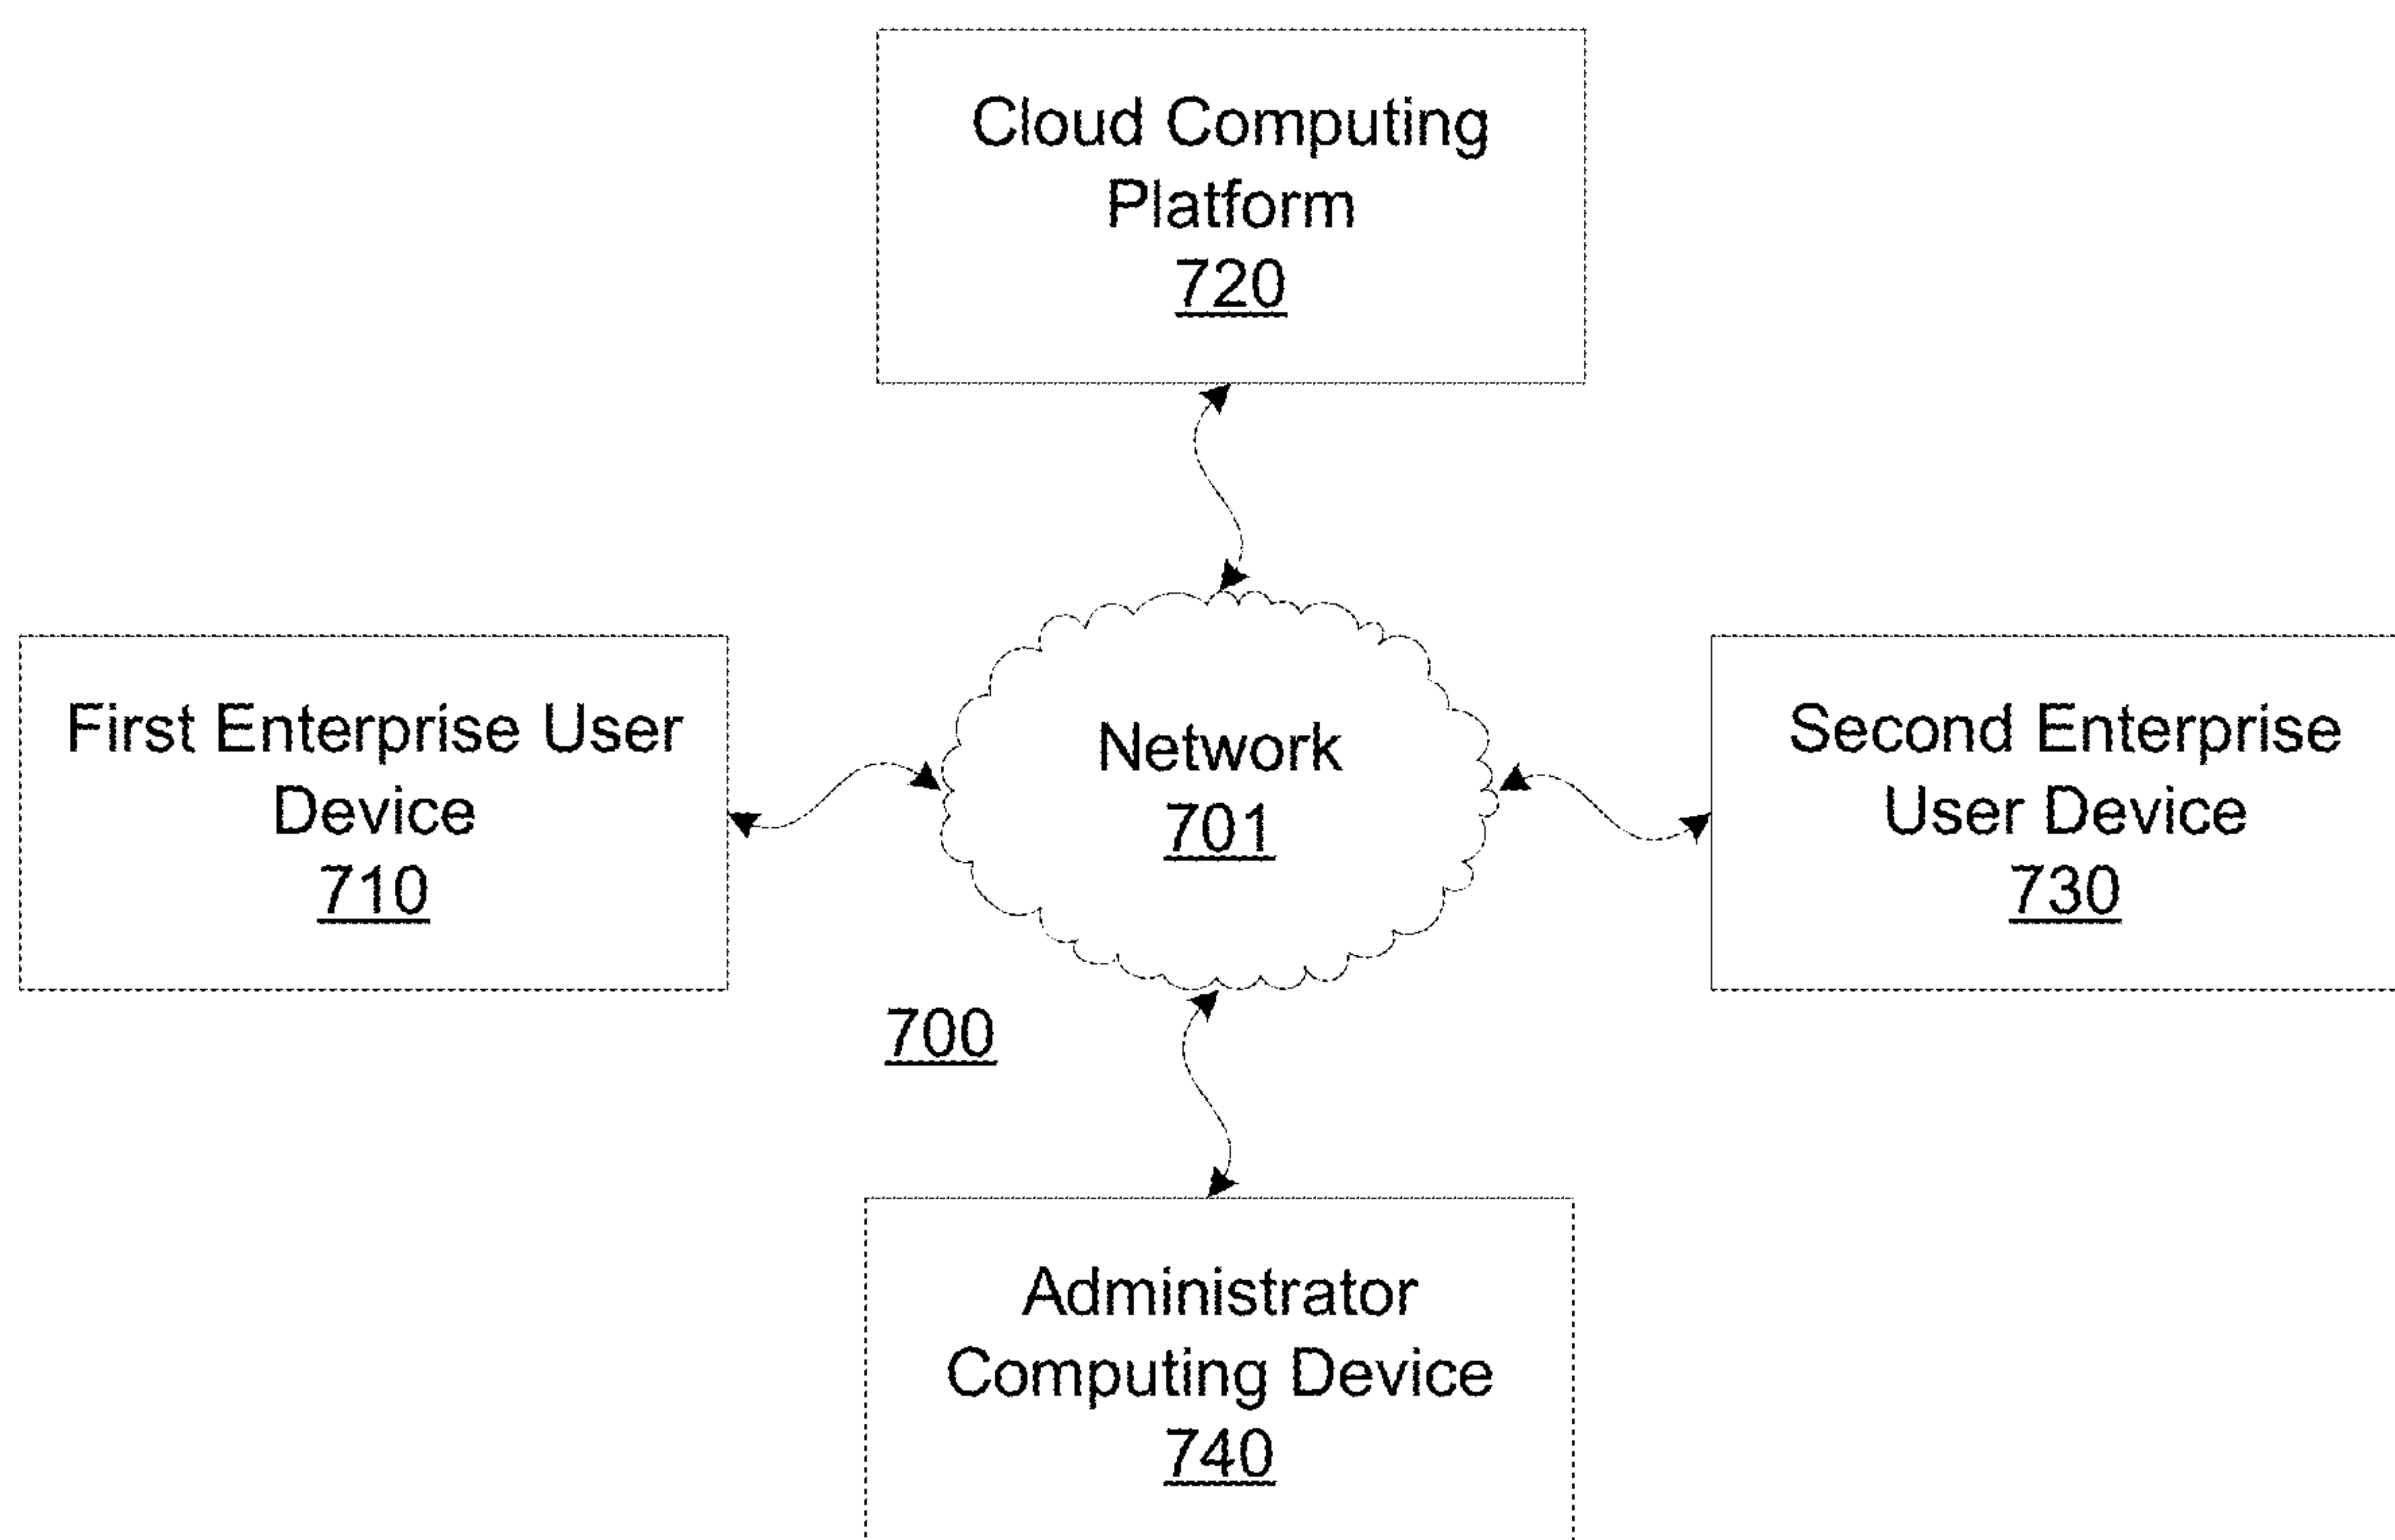 Cloud Computing
Platform
720
First Enterprise User
Device
710
Network
701
Second Enterprise
User Device
730
700
Administrator
Computing Device
740